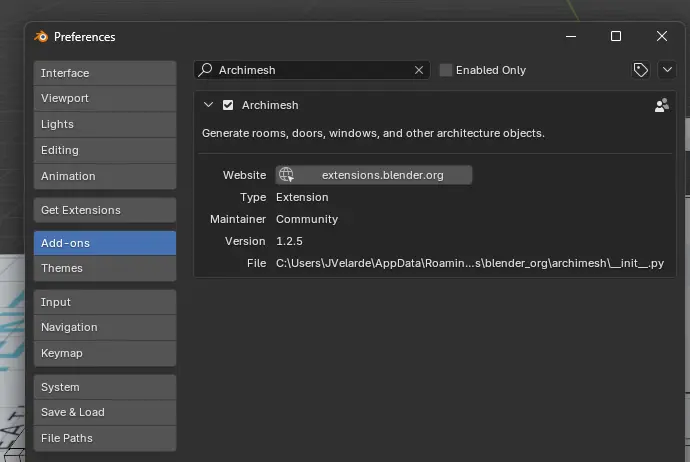 Preferences
Interface
Viewport
Lights
Editing
Animation
Get Extensions
Add-ons
Themes
Input
Navigation
Keymap
System
Save & Load
File Paths
Archimesh
Enabled Only
Archimesh
Generate rooms, doors, windows, and other architecture objects.
Website extensions.blender.org
Type Extension
Maintainer Community
Version 1.2.5
File C:\Users\JVelarde\AppData\Roamin...s\blender_org\archimesh\__init__.py